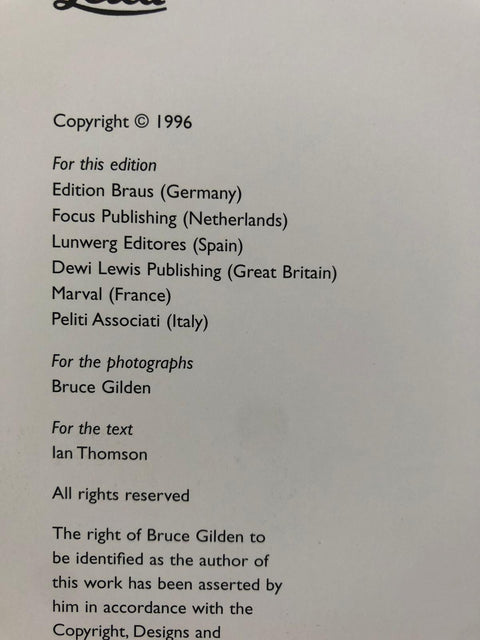 Leica
Copyright © 1996
For this edition
Edition Braus (Germany)
Focus Publishing (Netherlands)
Lunwerg Editores (Spain)
Dewi Lewis Publishing (Great Britain)
Marval (France)
Peliti Associati (Italy)
For the photographs
Bruce Gilden
For the text
Ian Thomson
All rights reserved
The right of Bruce Gilden to
be identified as the author of
this work has been asserted by
him in accordance with the
Copyright, Designs and